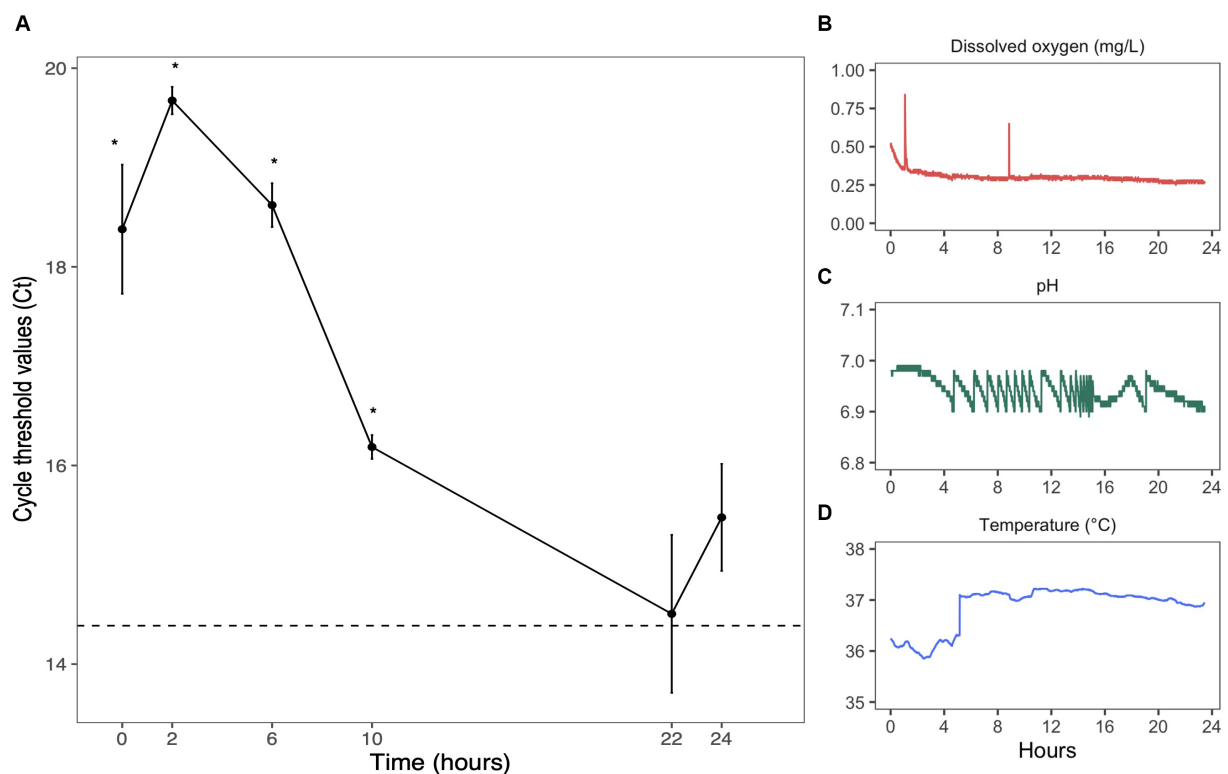 A
Cycle threshold values (Ct)
20
18
16
14
*
*
*
*
0 2 6 10 22 24
Time (hours)
B
Dissolved oxygen (mg/L)
1.00
0.75
0.50
0.25
0.00
0 4 8 12 16 20 24
C
pH
7.1
7.0
6.9
6.8
0 4 8 12 16 20 24
D
Temperature (°C)
38
37
36
35
0 4 8 12 16 20 24
Hours